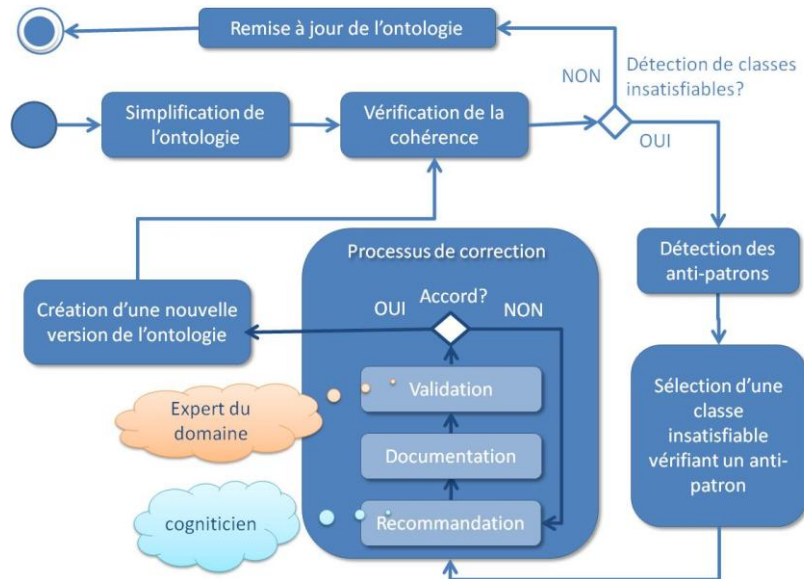 Remise à jour de l'ontologie
NON
Détection de classes
insatisfiables?
Simplification de
l'ontologie
Vérification de la
cohérence
OUI
Détection des
anti-patrons
Processus de correction
Création d'une nouvelle
version de l'ontologie
OUI
Accord?
NON
Validation
Expert du
domaine
Documentation
Sélection d'une
classe
insatisfiable
vérifiant un anti-
patron
cogniticien
Recommandation